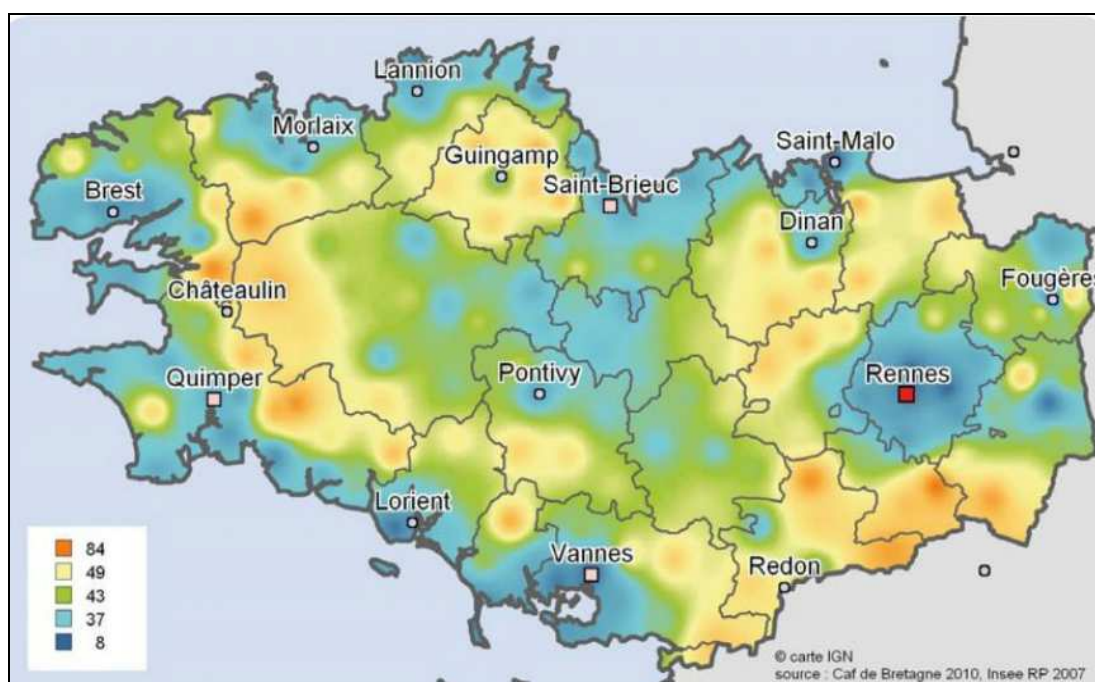 Lannion
Morlaix
Guingamp
Saint-Malo
Saint-Brieuc
Brest
Dinan
Fougères
Châteaulin
Quimper
Pontivy
Rennes
Lorient
Vannes
Redon
84
49
43
37
8
© carte IGN
source : Caf de Bretagne 2010, Insee RP 2007